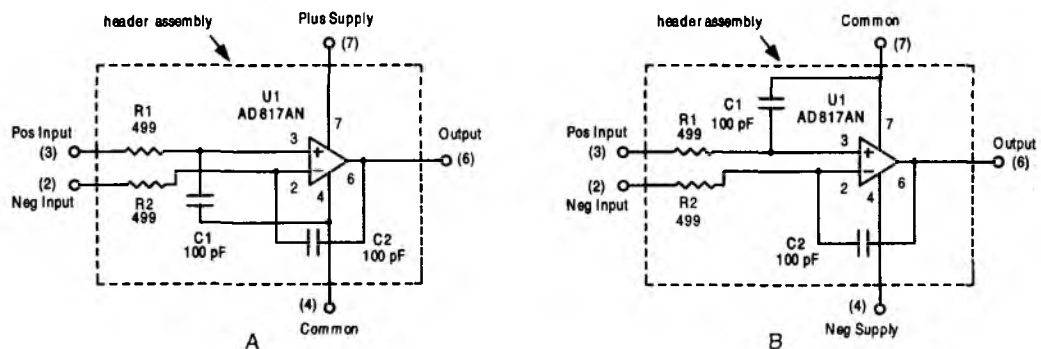 header assembly
Plus Supply
(7)
U1
AD817AN
R1
499
7
Pos Input
(3)
3
+
Output
(6)
(2)
Neg Input
2
−
4
6
R2
499
C1
100 pF
C2
100 pF
(4)
Common
A
header assembly
Common
(7)
C1
100 pF
U1
AD817AN
R1
499
7
Pos Input
(3)
3
+
Output
(6)
(2)
Neg Input
2
−
4
6
R2
499
C2
100 pF
(4)
Neg Supply
B